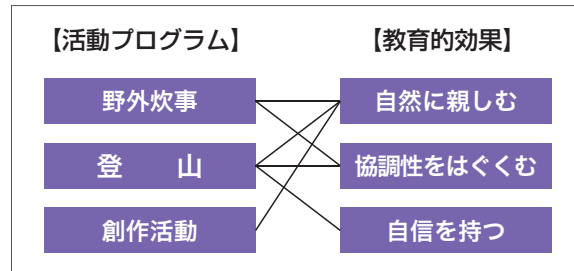 【活動プログラム】 【教育的効果】
野外炊事 自然に親しむ
登　山 協調性をはぐくむ
創作活動 自信を持つ